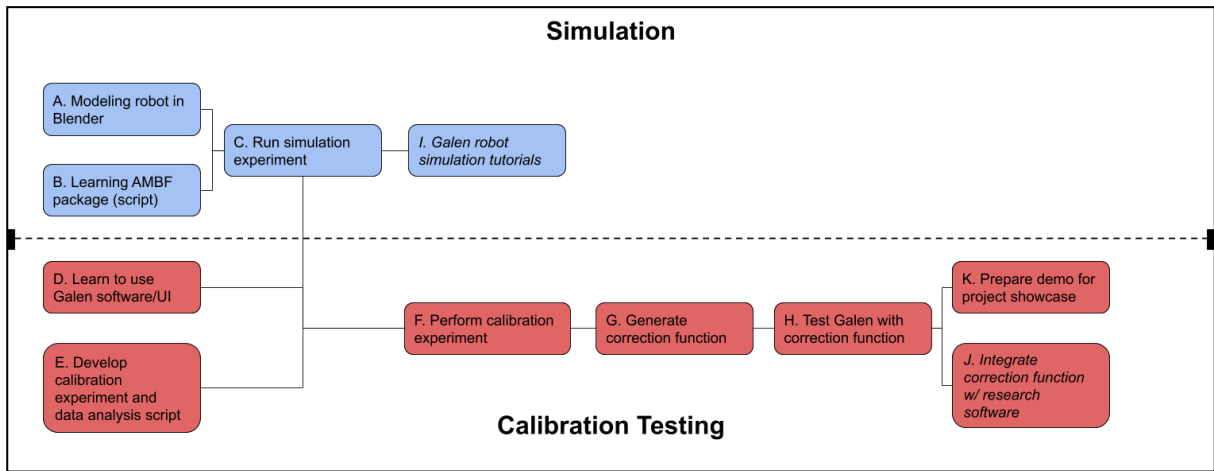 Simulation
A. Modeling robot in
Blender
B. Learning AMBF
package (script)
C. Run simulation
experiment
I. Galen robot
simulation tutorials
D. Learn to use
Galen software/UI
E. Develop
calibration
experiment and
data analysis script
F. Perform calibration
experiment
G. Generate
correction function
H. Test Galen with
correction function
K. Prepare demo for
project showcase
J. Integrate
correction function
w/ research
software
Calibration Testing